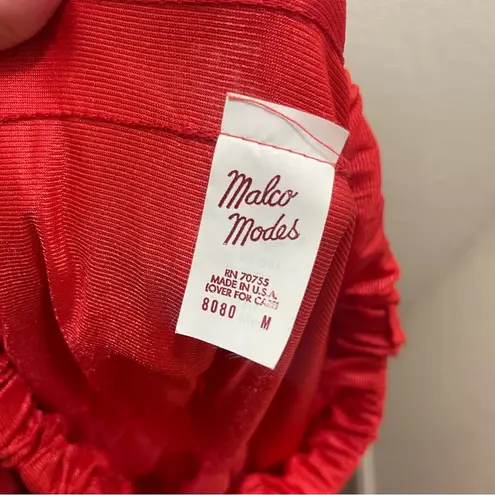 Malco
Modes
RN 70755
MADE IN U.S.A.
(OVER FOR CARE)
8080 M